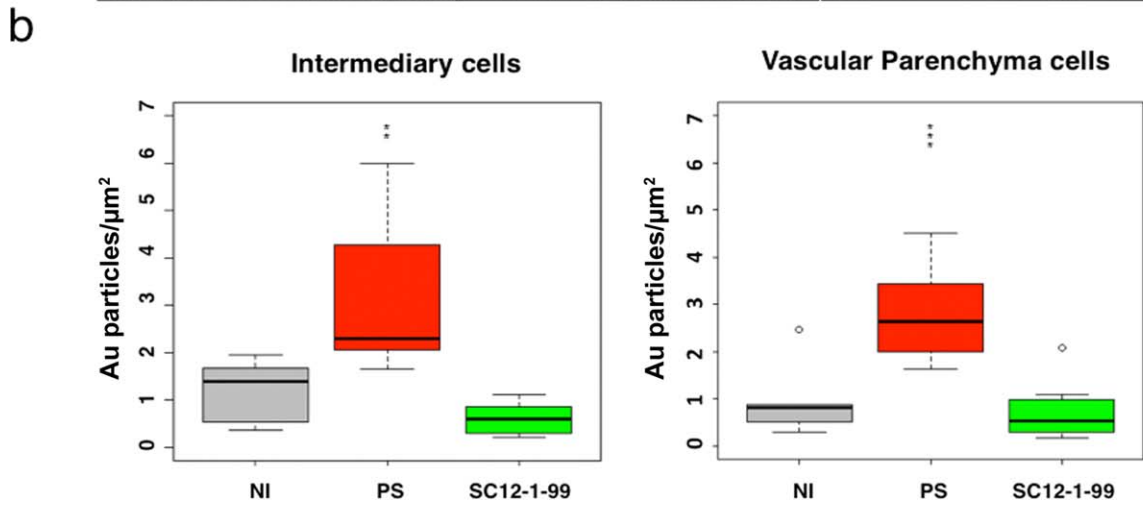 b
Intermediary cells
Au particles/μm²
7
6
5
4
3
2
1
0
**
NI PS SC12-1-99
Vascular Parenchyma cells
Au particles/μm²
7
6
5
4
3
2
1
0
***
NI PS SC12-1-99